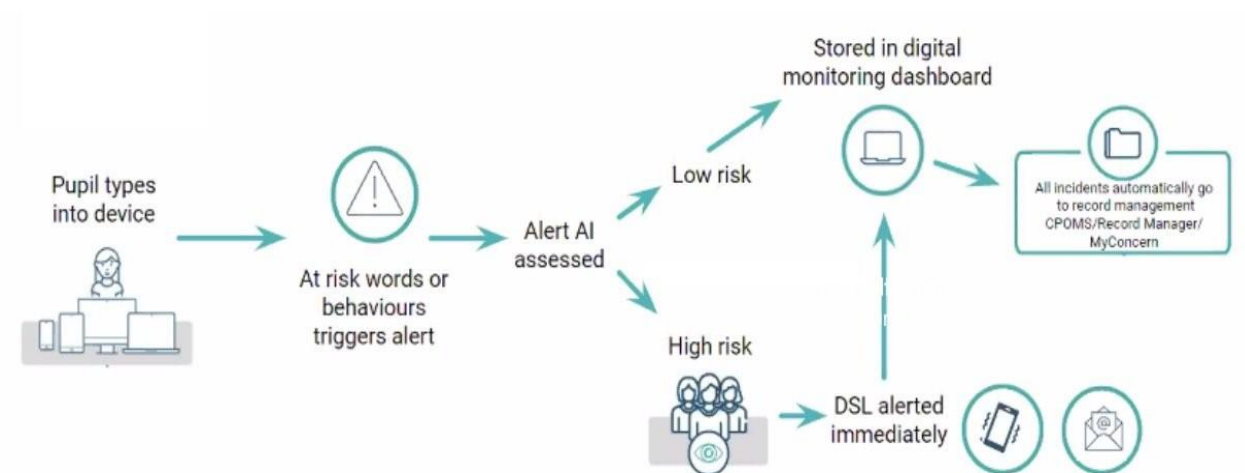 Pupil types
into device
At risk words or
behaviours
triggers alert
Alert AI
assessed
Low risk
Stored in digital
monitoring dashboard
All incidents automatically go
to record management
CPOMS/Record Manager/
MyConcern
High risk
DSL alerted
immediately
@